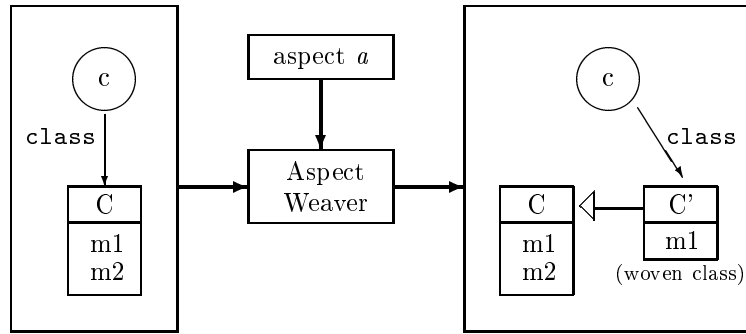 c
class
C
m1
m2
aspect a
Aspect
Weaver
c
class
C
m1
m2
C'
m1
(woven class)